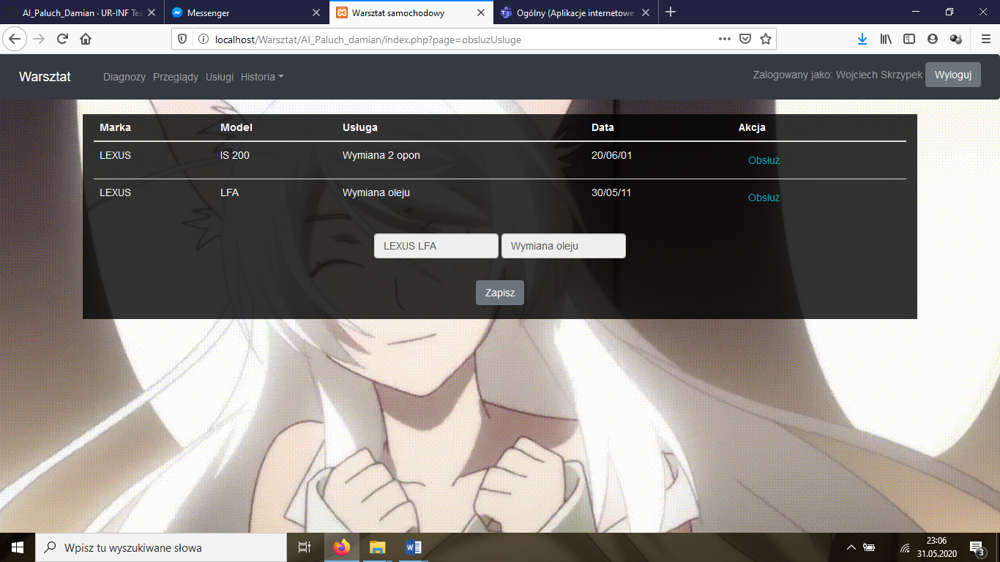 AI_Paluch_Damian · UR-INF Tea
Messenger
Warsztat samochodowy
Ogólny (Aplikacje internetowe
localhost/Warsztat/AI_Paluch_damian/index.php?page=obsluzUsluge
Warsztat Diagnozy Przeglądy Usługi Historia Zalogowany jako: Wojciech Skrzypek Wyloguj
Marka Model Usługa Data Akcja
LEXUS IS 200 Wymiana 2 opon 20/06/01 Obsłuż
LEXUS LFA Wymiana oleju 30/05/11 Obsłuż
LEXUS LFA Wymiana oleju
Zapisz
Wpisz tu wyszukiwane słowa
23:06
31.05.2020
3